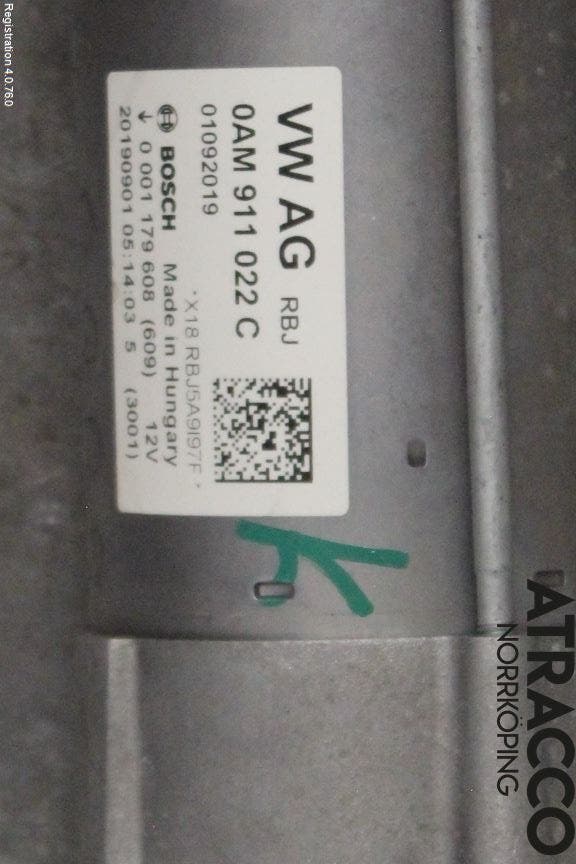 VW AG RBJ
0AM 911 022 C
01092019
*X18 RBJ5A9I97F*
BOSCH Made in Hungary
0 001 179 608 (609) 12V
20190901 05:14:03 5 (3001)
Registration 4.0.76.0
ATRACCO
NORRKÖPING